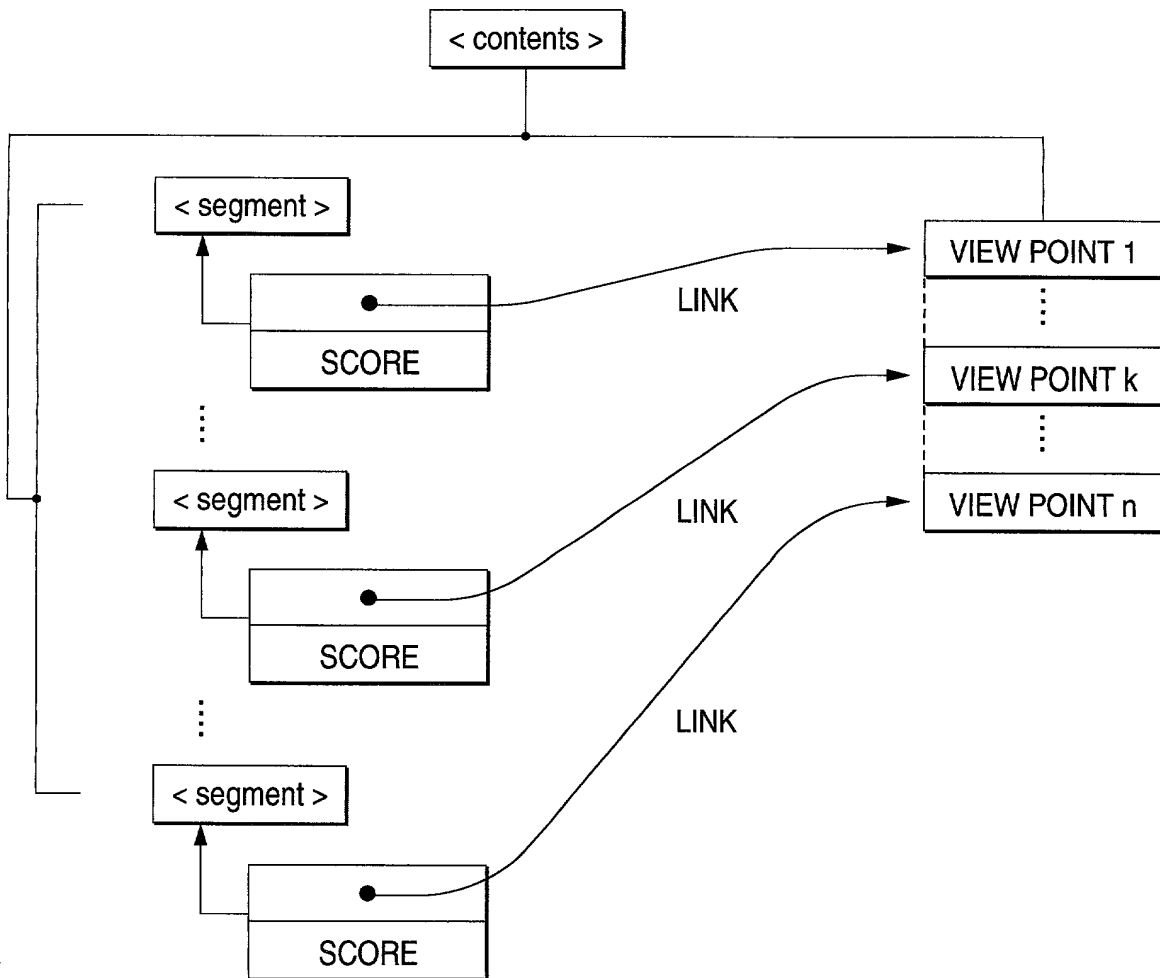 < contents >
< segment >
VIEW POINT 1
LINK
SCORE
VIEW POINT k
< segment >
LINK
VIEW POINT n
SCORE
LINK
< segment >
SCORE